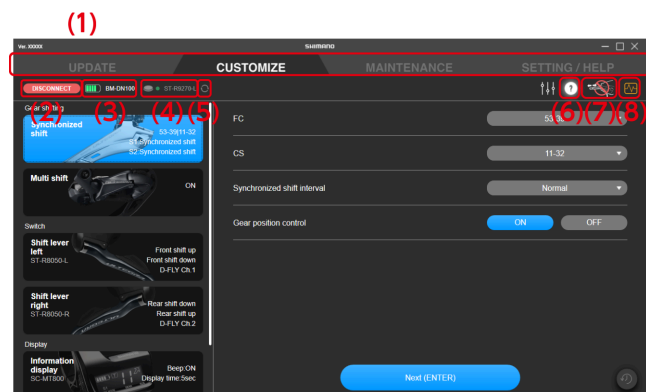 (1)
Ver. XXXXX
SHIMANO
UPDATE
CUSTOMIZE
MAINTENANCE
SETTING / HELP
DISCONNECT
BM-DN100
ST-R9270-L
?
(2)
(3)
(4)
(5)
(6)
(7)
(8)
Gear shifting
Synchronized
shift
53-39|11-32
S1 Synchronized shift
S2 Synchronized shift
Multi shift
ON
Switch
Shift lever
left
ST-R8050-L
Front shift up
Front shift down
D-FLY Ch.1
Shift lever
right
ST-R8050-R
Rear shift down
Rear shift up
D-FLY Ch.2
Display
Information
display
SC-MT800
Beep:ON
Display time:5sec
FC
CS
11-32
Synchronized shift interval
Normal
Gear position control
ON
OFF
Next (ENTER)